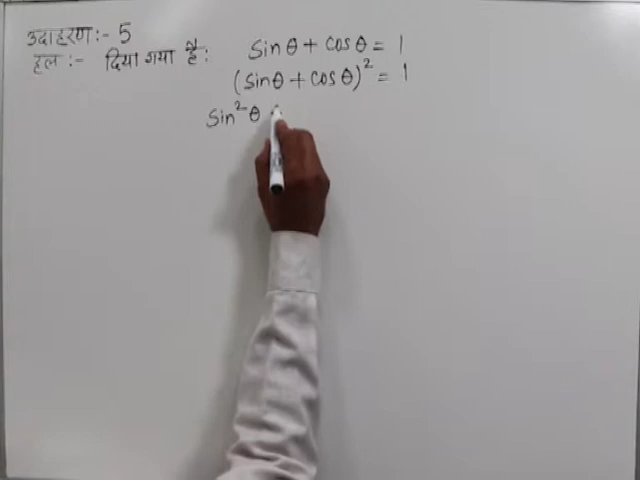 उदाहरण:- 5
हल :- दिया गया है: sinθ + cosθ = 1
(sinθ + cosθ)² = 1
sin²θ